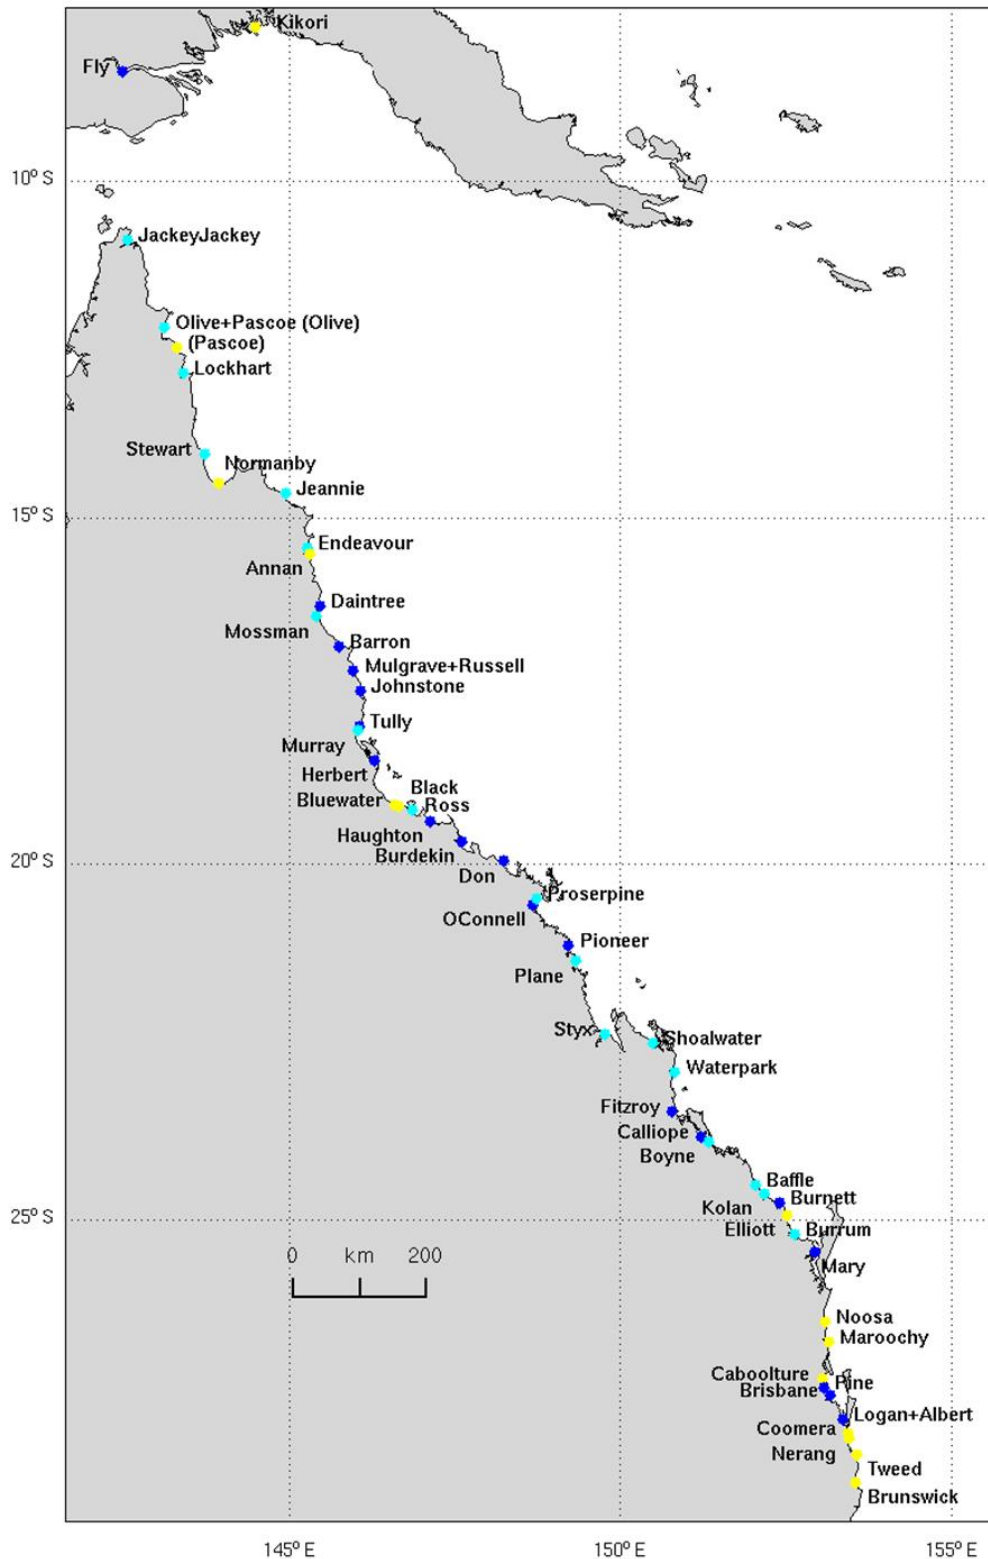 Kikori
Fly
10° S
JackeyJackey
Olive+Pascoe (Olive)
(Pascoe)
Lockhart
Stewart
Normanby
Jeannie
15° S
Endeavour
Annan
Daintree
Mossman
Barron
Mulgrave+Russell
Johnstone
Tully
Murray
Herbert
Black
Bluewater
Ross
Haughton
Burdekin
20° S
Don
Proserpine
OConnell
Pioneer
Plane
Styx
Shoalwater
Waterpark
Fitzroy
Calliope
Boyne
Baffle
Burnett
Kolan
25° S
Elliott
Burrum
0 km 200
Mary
Noosa
Maroochy
Caboolture
Pine
Brisbane
Logan+Albert
Coomera
Nerang
Tweed
Brunswick
145° E
150° E
155° E